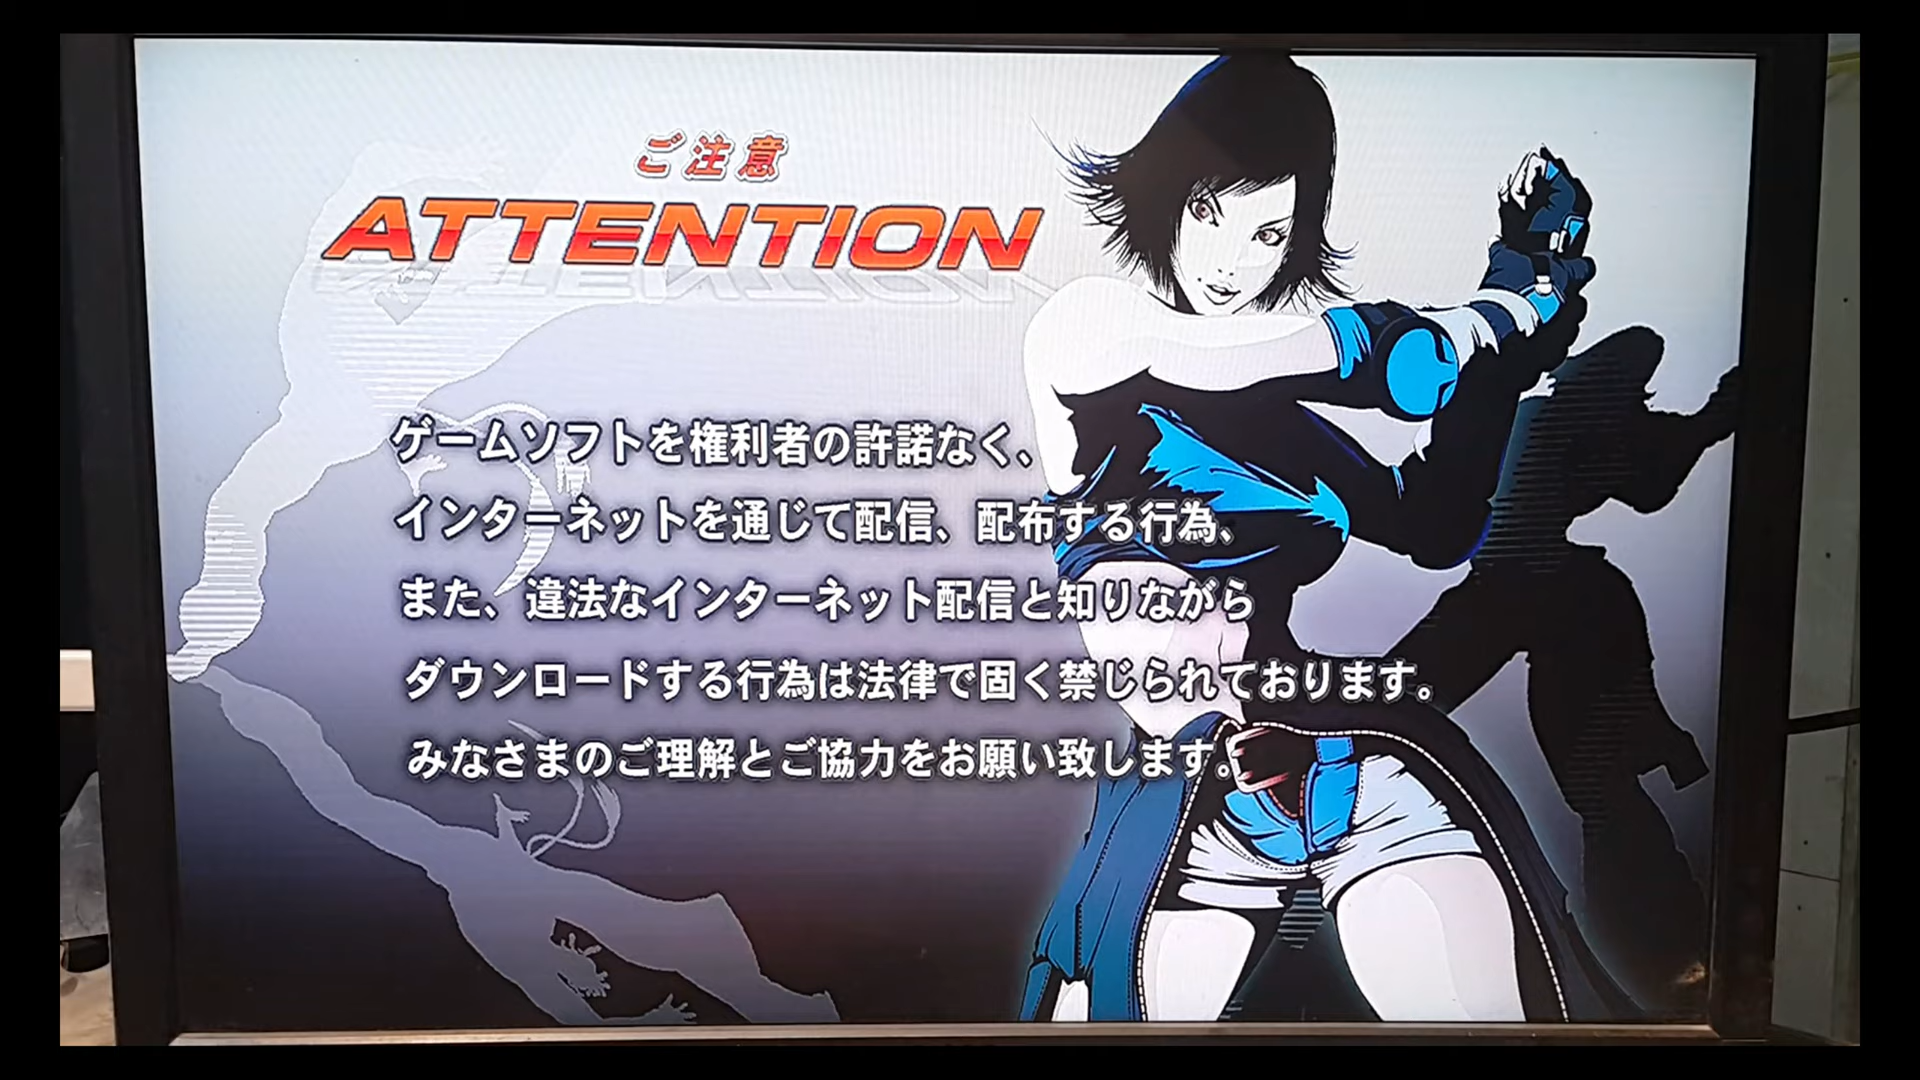 ご注意
ATTENTION
ゲームソフトを権利者の許諾なく、
インターネットを通じて配信、配布する行為、
また、違法なインターネット配信と知りながら
ダウンロードする行為は法律で固く禁じられております。
みなさまのご理解とご協力をお願い致します。